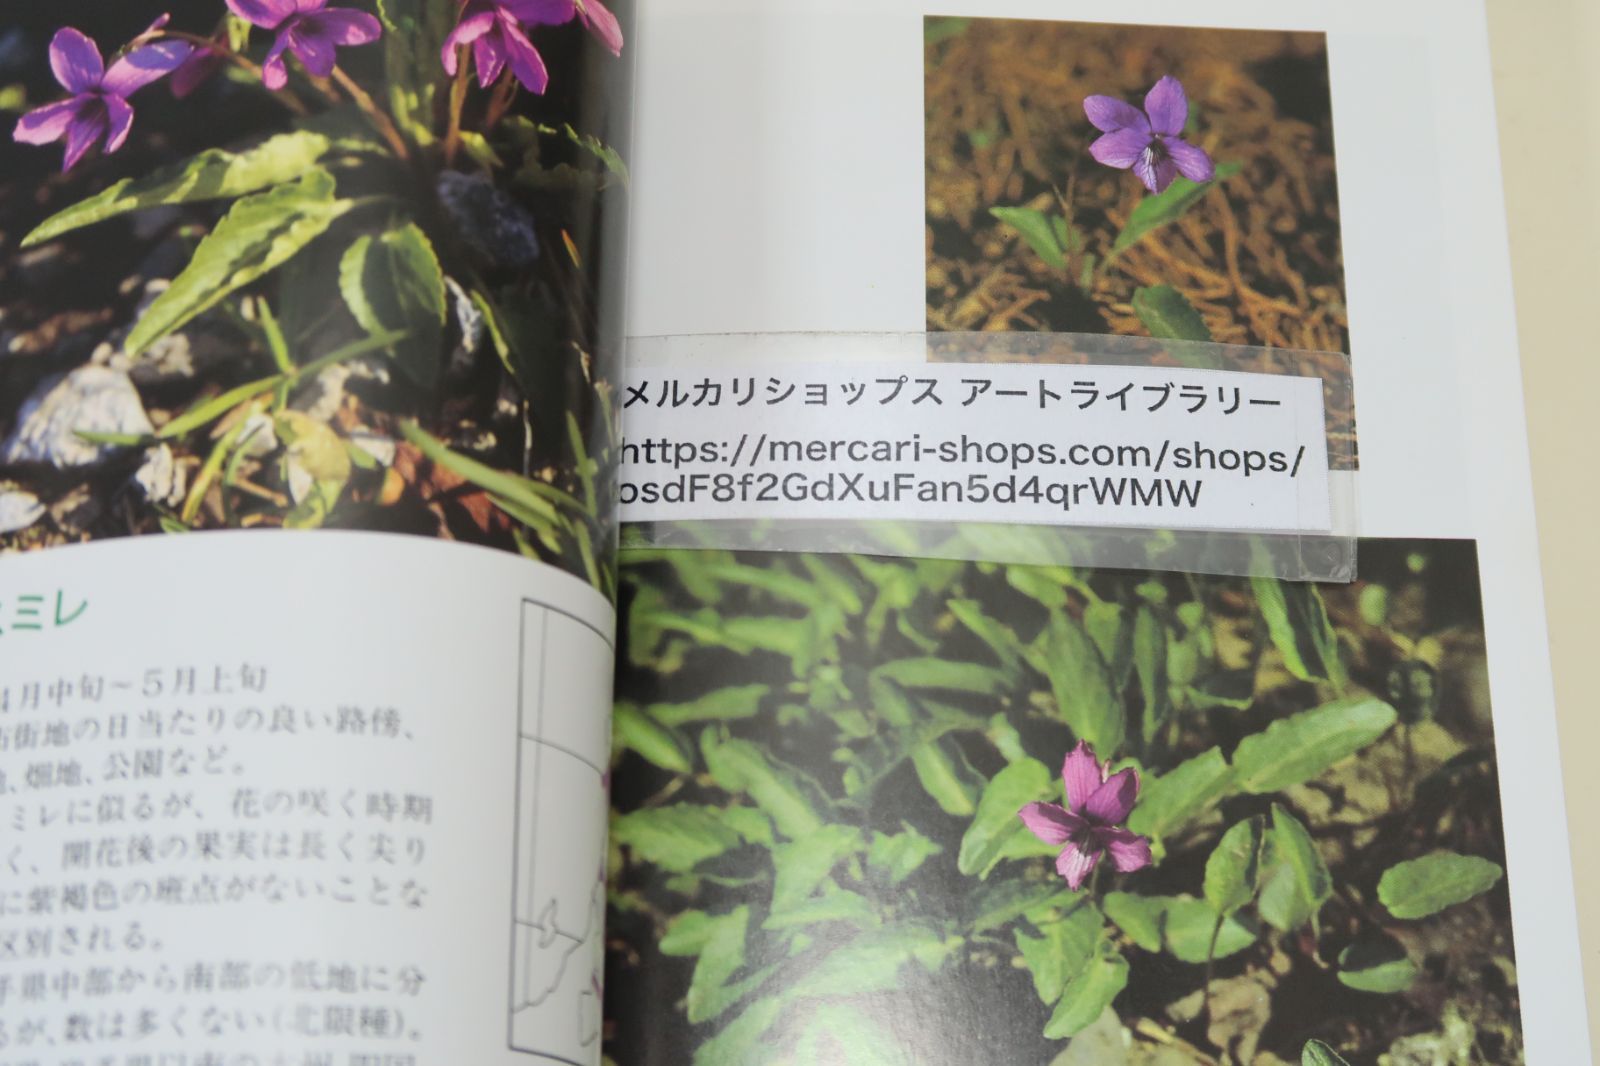 メルカリショップス アートライブラリー
https://mercari-shops.com/shops/
osdF8f2GdXuFan5d4qrWMW
スミレ
4月中旬～５月上旬
市街地の日当たりの良い路傍、
地、畑地、公園など。
ミレに似るが、花の咲く時期
く、開花後の果実は長く尖り
に紫褐色の斑点がないことな
区別される。
手県中部から南部の低地に分
るが、数は多くない（北限種）。